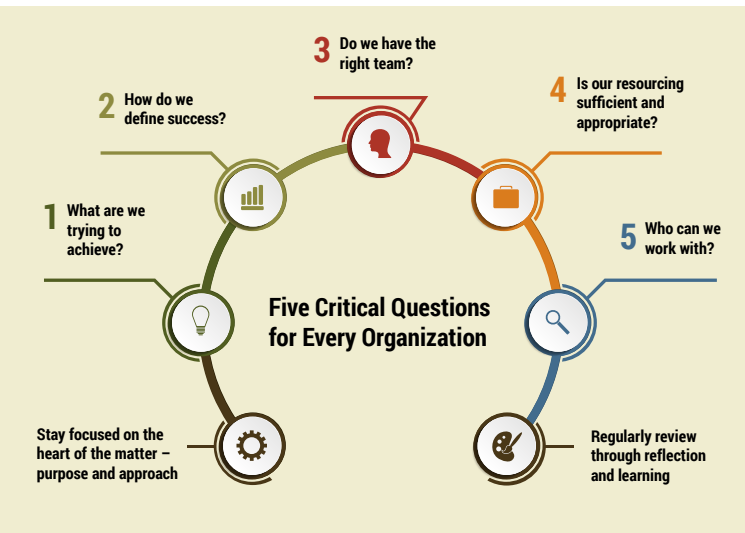 3 Do we have the
right team?
2 How do we
define success?
4 Is our resourcing
sufficient and
appropriate?
1 What are we
trying to
achieve?
5 Who can we
work with?
Five Critical Questions
for Every Organization
Stay focused on the
heart of the matter –
purpose and approach
Regularly review
through reflection
and learning